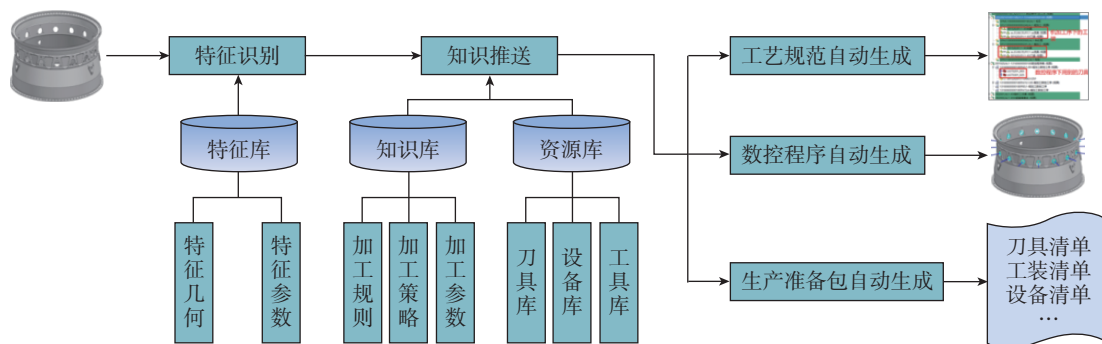 特征识别
知识推送
工艺规范自动生成
特征库
知识库
资源库
数控程序自动生成
特征几何
特征参数
加工规则
加工策略
加工参数
刀具库
设备库
工具库
生产准备包自动生成
刀具清单
工装清单
设备清单
…